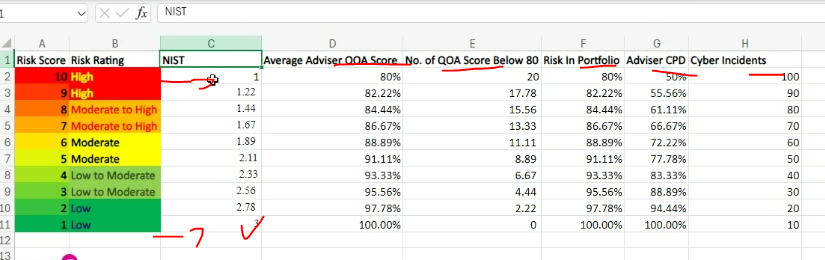 1 fx NIST
A B C D E F G H
1 Risk Score Risk Rating NIST Average Adviser QOA Score No. of QOA Score Below 80 Risk In Portfolio Adviser CPD Cyber Incidents
2 10 High 1 80% 20 80% 50% 100
3 9 High 1.22 82.22% 17.78 82.22% 55.56% 90
4 8 Moderate to High 1.44 84.44% 15.56 84.44% 61.11% 80
5 7 Moderate to High 1.67 86.67% 13.33 86.67% 66.67% 70
6 6 Moderate 1.89 88.89% 11.11 88.89% 72.22% 60
7 5 Moderate 2.11 91.11% 8.89 91.11% 77.78% 50
8 4 Low to Moderate 2.33 93.33% 6.67 93.33% 83.33% 40
9 3 Low to Moderate 2.56 95.56% 4.44 95.56% 88.89% 30
10 2 Low 2.78 97.78% 2.22 97.78% 94.44% 20
11 1 Low 3 100.00% 0 100.00% 100.00% 10
12
13